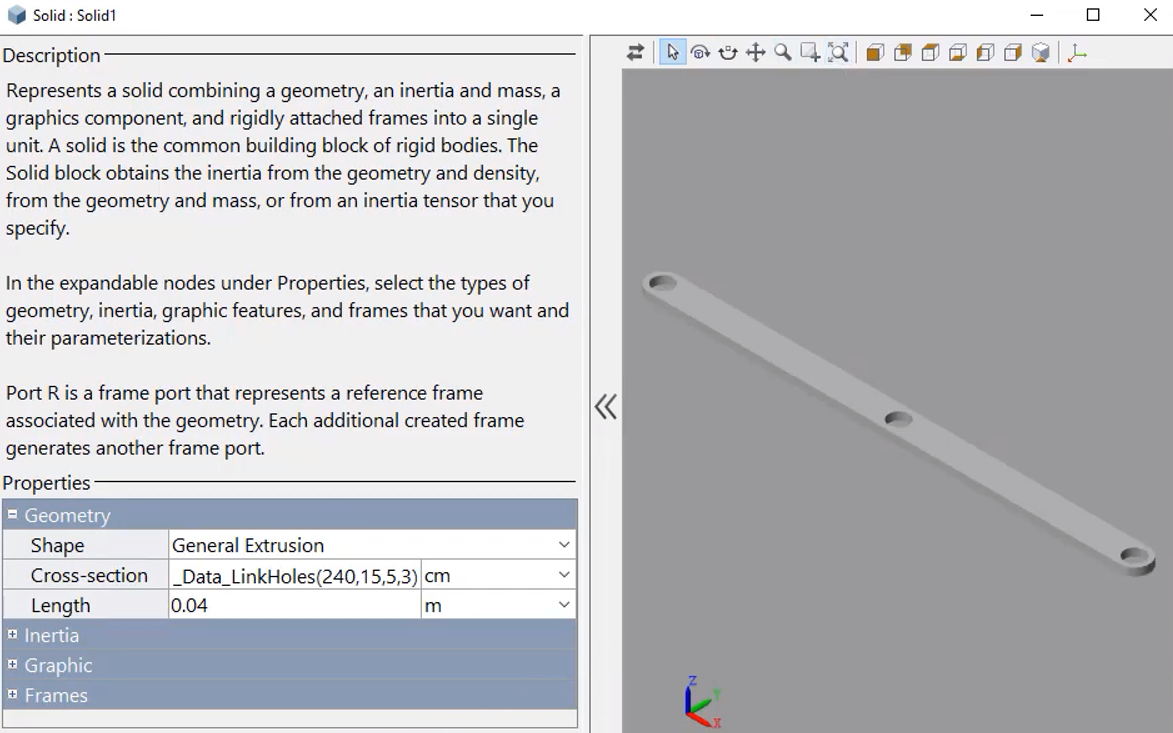 Solid : Solid1
Description
Represents a solid combining a geometry, an inertia and mass, a
graphics component, and rigidly attached frames into a single
unit. A solid is the common building block of rigid bodies. The
Solid block obtains the inertia from the geometry and density,
from the geometry and mass, or from an inertia tensor that you
specify.
In the expandable nodes under Properties, select the types of
geometry, inertia, graphic features, and frames that you want and
their parameterizations.
Port R is a frame port that represents a reference frame
associated with the geometry. Each additional created frame
generates another frame port.
Properties
Geometry
Shape General Extrusion
Cross-section _Data_LinkHoles(240,15,5,3) cm
Length 0.04 m
Inertia
Graphic
Frames
Z
Y
X